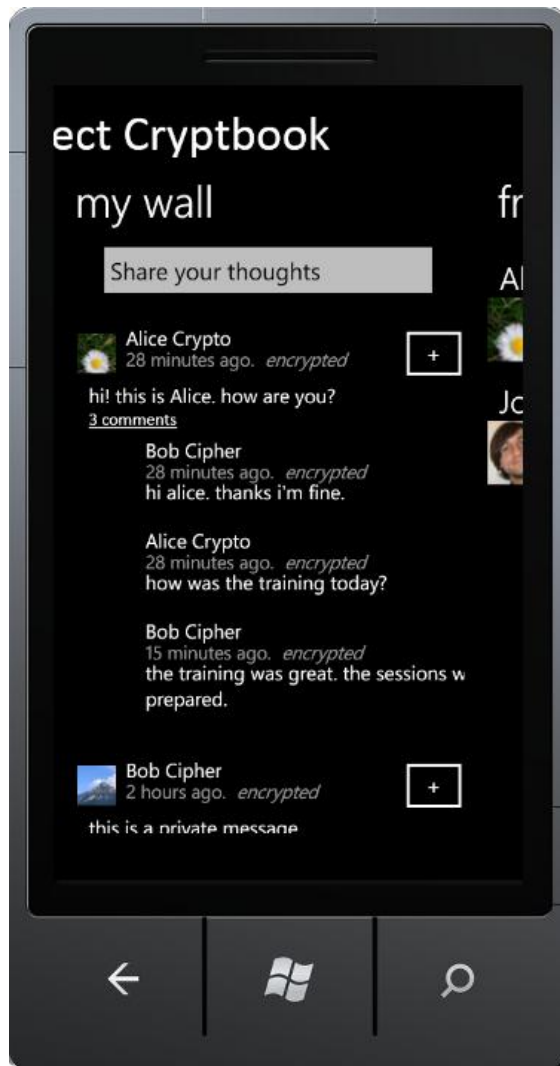 ect Cryptbook
my wall
fr
Share your thoughts
Al
Alice Crypto
28 minutes ago. encrypted
+
hi! this is Alice. how are you?
3 comments
Jo
Bob Cipher
28 minutes ago. encrypted
hi alice. thanks i'm fine.
Alice Crypto
28 minutes ago. encrypted
how was the training today?
Bob Cipher
15 minutes ago. encrypted
the training was great. the sessions w
prepared.
Bob Cipher
2 hours ago. encrypted
+
this is a private message